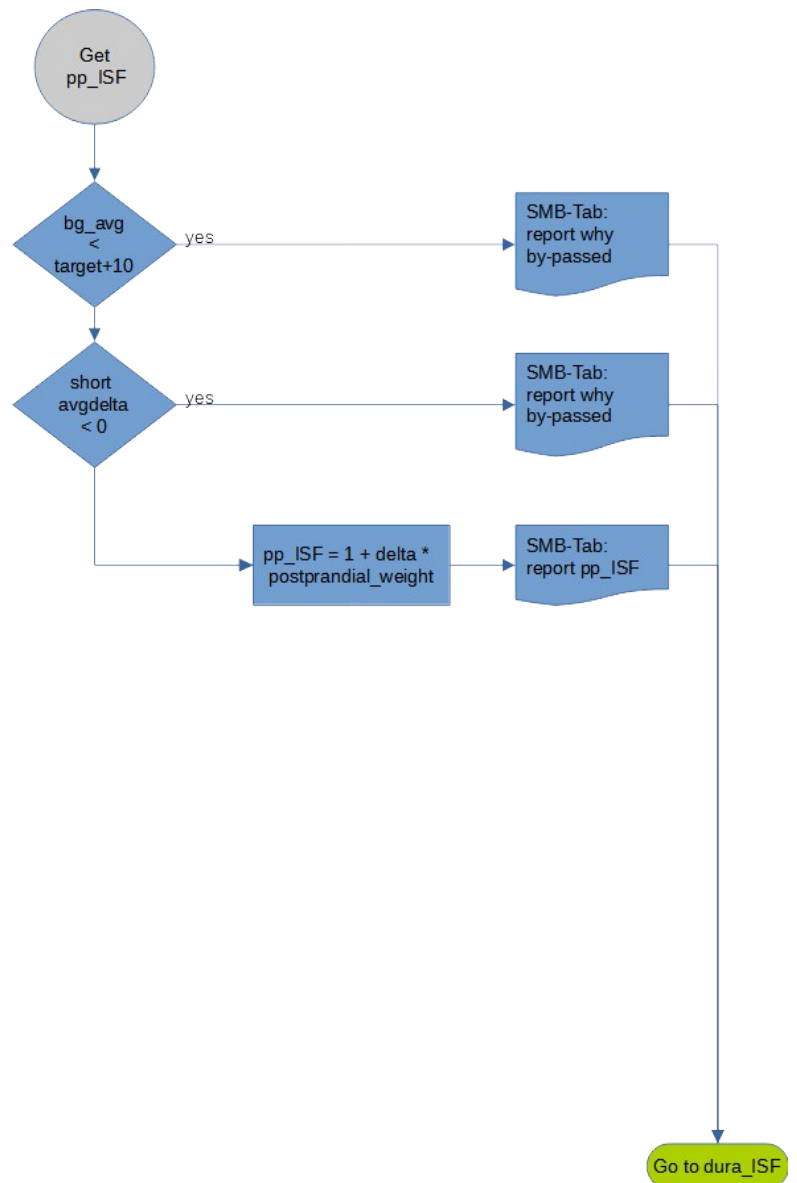 Get
pp_ISF
bg_avg
<
target+10
yes
SMB-Tab:
report why
by-passed
short
avgdelta
< 0
yes
SMB-Tab:
report why
by-passed
pp_ISF = 1 + delta *
postprandial_weight
SMB-Tab:
report pp_ISF
Go to dura_ISF